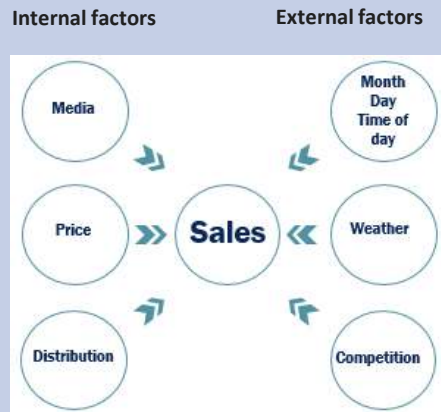 Internal factors
External factors
Media
Month
Day
Time of
day
Price
Sales
Weather
Distribution
Competition